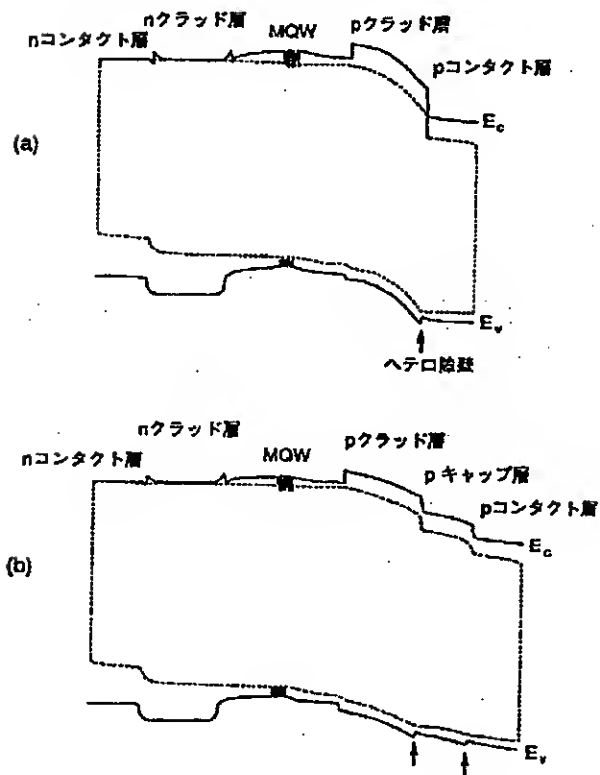 nクラッド層
MQW
pクラッド層
nコンタクト層
pコンタクト層
Ec
(a)
Ev
ヘテロ障壁
nクラッド層
MQW
pクラッド層
nコンタクト層
pキャップ層
pコンタクト層
Ec
(b)
Ev